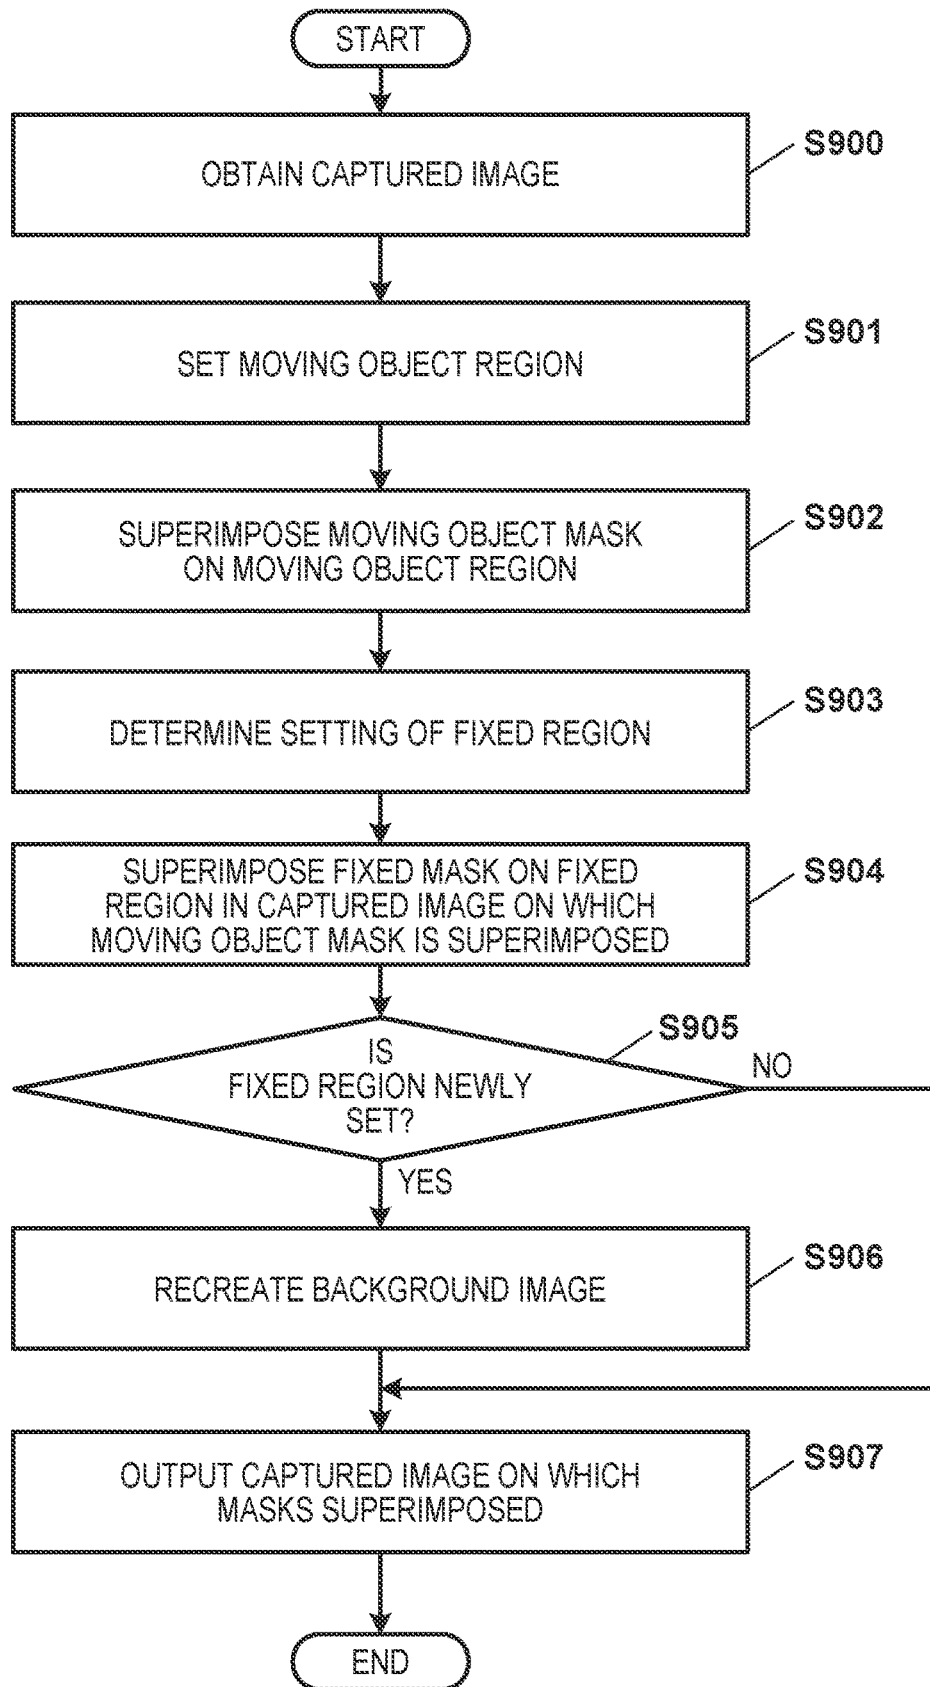 START
S900
OBTAIN CAPTURED IMAGE
S901
SET MOVING OBJECT REGION
S902
SUPERIMPOSE MOVING OBJECT MASK
ON MOVING OBJECT REGION
S903
DETERMINE SETTING OF FIXED REGION
S904
SUPERIMPOSE FIXED MASK ON FIXED
REGION IN CAPTURED IMAGE ON WHICH
MOVING OBJECT MASK IS SUPERIMPOSED
S905
IS
FIXED REGION NEWLY
SET?
NO
YES
S906
RECREATE BACKGROUND IMAGE
S907
OUTPUT CAPTURED IMAGE ON WHICH
MASKS SUPERIMPOSED
END